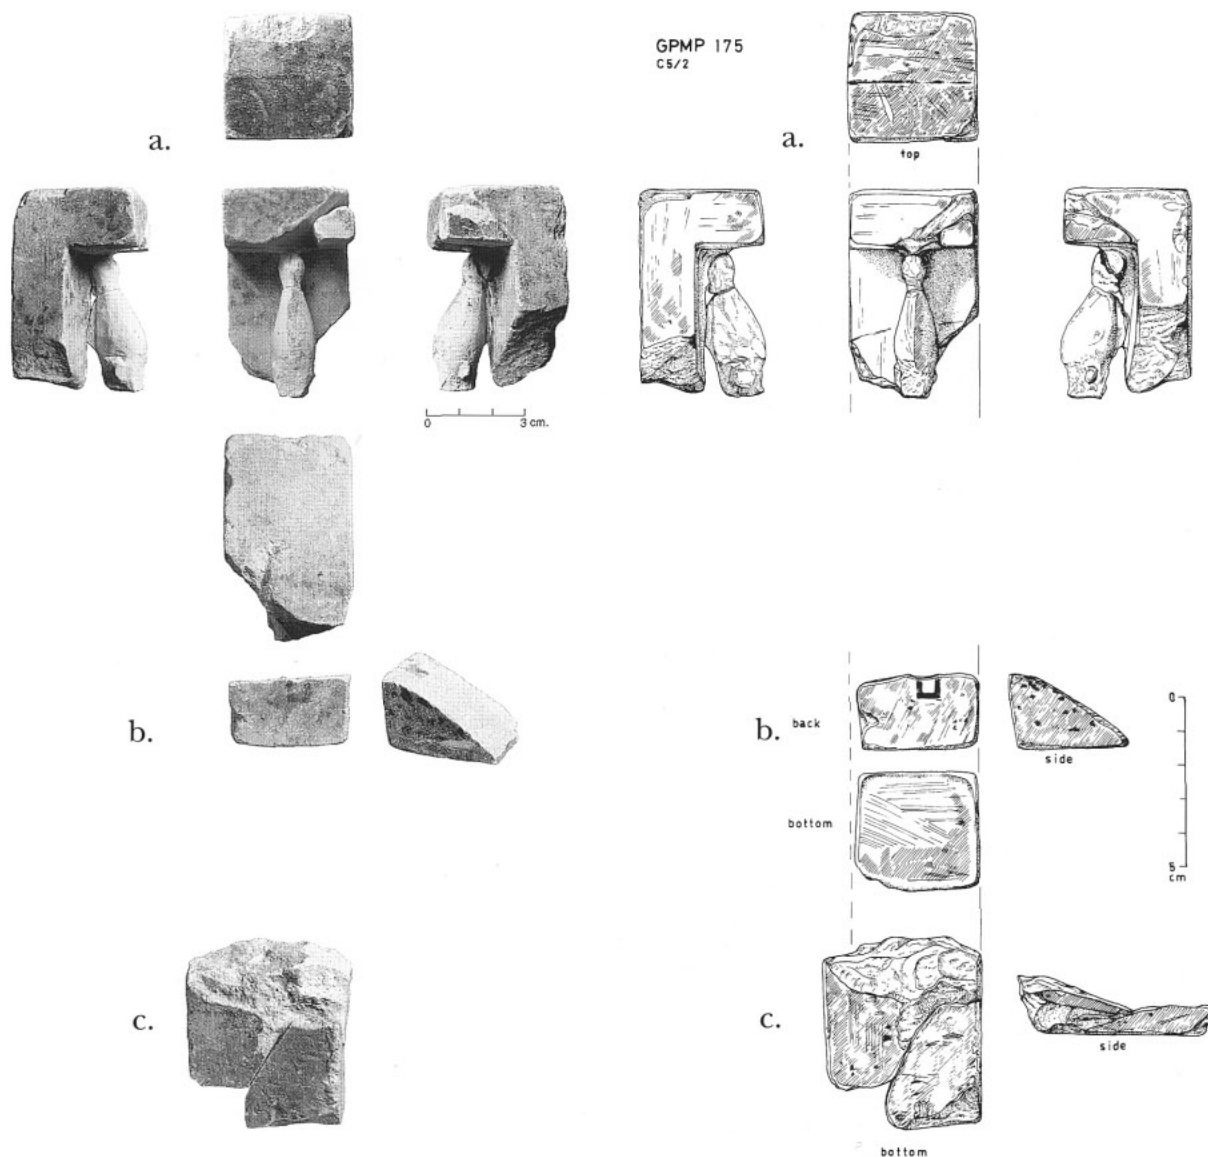 GPMP 175
C5/2
a.
a.
top
0 3 cm.
b.
b.
back
side
bottom
0
5
cm
c.
c.
side
bottom